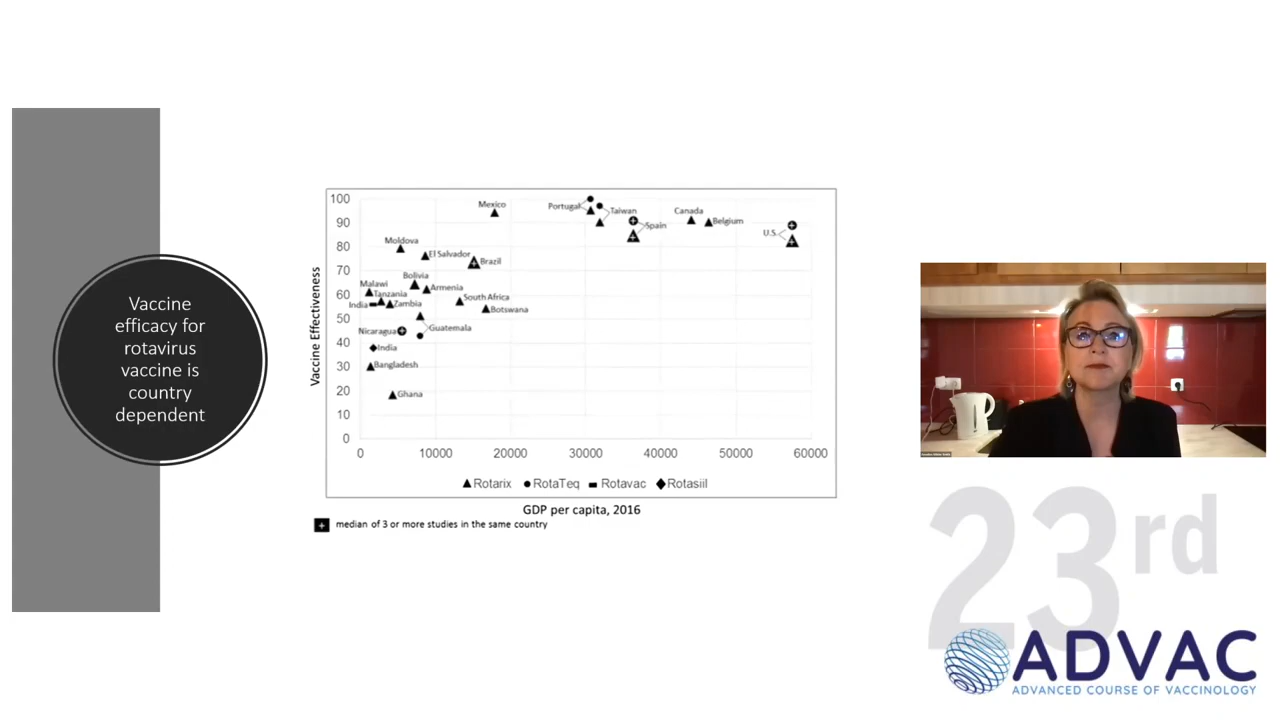 Vaccine
efficacy for
rotavirus
vaccine is
country
dependent
Vaccine Effectiveness
100
90
80
70
60
50
40
30
20
10
0
0 10000 20000 30000 40000 50000 60000
Mexico
Portugal
Taiwan
Spain
Canada
Belgium
U.S.
Moldova
El Salvador
Brazil
Bolivia
Malawi
Armenia
Tanzania
India
Zambia
South Africa
Botswana
Nicaragua
Guatemala
India
Bangladesh
Ghana
Rotarix RotaTeq Rotavac Rotasiil
GDP per capita, 2016
+ median of 3 or more studies in the same country
23rd
ADVAC
ADVANCED COURSE OF VACCINOLOGY